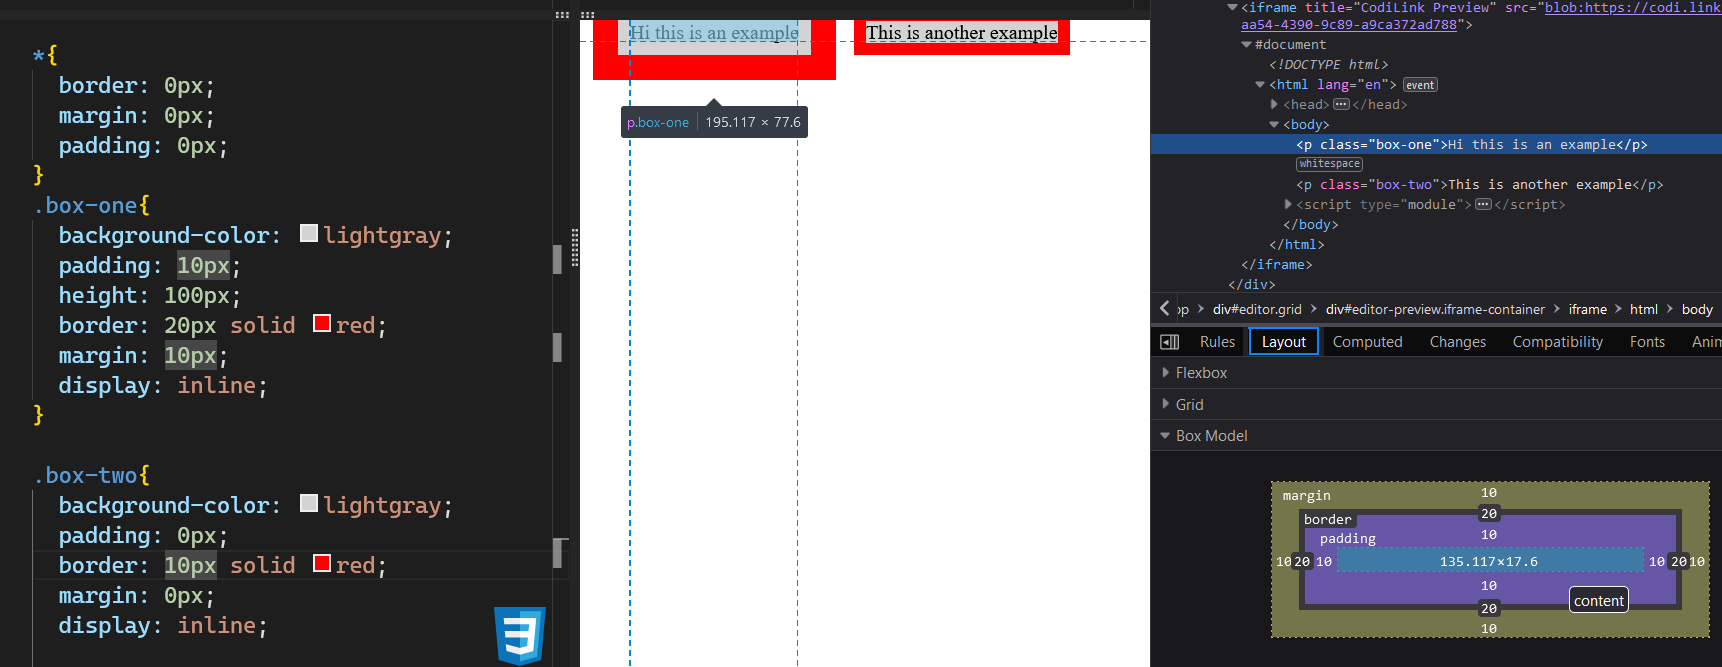 *{
border: 0px;
margin: 0px;
padding: 0px;
}
.box-one{
background-color: lightgray;
padding: 10px;
height: 100px;
border: 20px solid red;
margin: 10px;
display: inline;
}
.box-two{
background-color: lightgray;
padding: 0px;
border: 10px solid red;
margin: 0px;
display: inline;
Hi this is an example This is another example
p.box-one 195.117 × 77.6
<iframe title="CodiLink Preview" src="blob:https://codi.link
aa54-4390-9c89-a9ca372ad788">
#document
<!DOCTYPE html>
<html lang="en"> event
<head> ••• </head>
<body>
<p class="box-one">Hi this is an example</p>
whitespace
<p class="box-two">This is another example</p>
<script type="module"> ••• </script>
</body>
</html>
</iframe>
</div>
pp > div#editor.grid > div#editor-preview.iframe-container > iframe > html > body
Rules Layout Computed Changes Compatibility Fonts Anim
Flexbox
Grid
Box Model
margin 10
border 20
padding 10
10 20 10 135.117×17.6 10 20 10
10
content
20
10